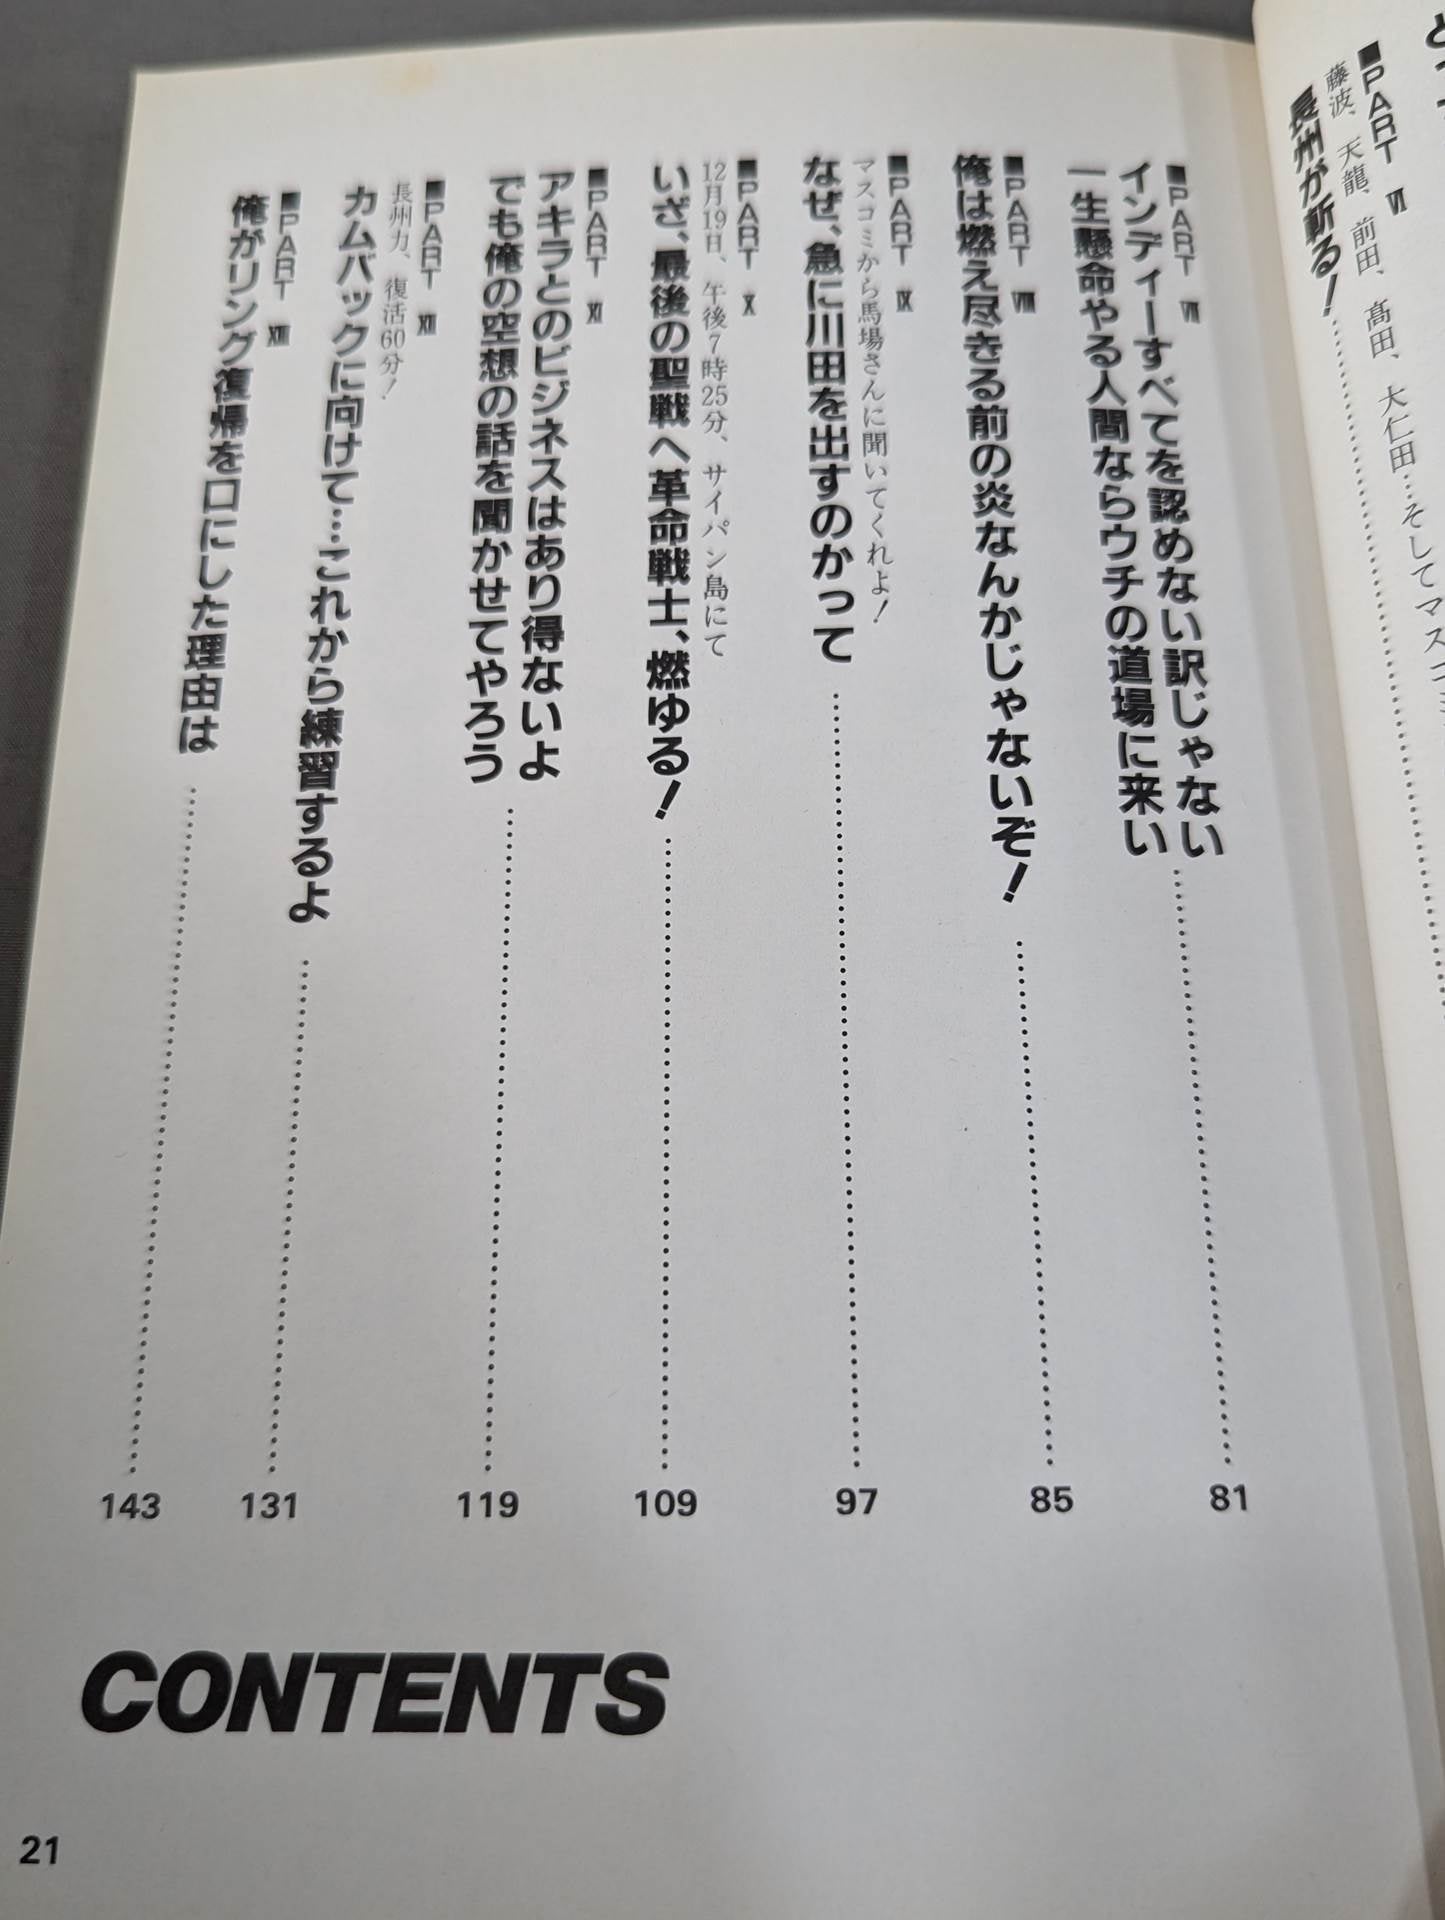 ■PART Ⅵ
藤波、天龍、前田、髙田、大仁田…そしてマスコミ
長州が斬る！
■PART Ⅶ
インディーすべてを認めない訳じゃない
一生懸命やる人間ならウチの道場に来い
81
■PART Ⅷ
俺は燃え尽きる前の炎なんかじゃないぞ！
85
■PART Ⅸ
マスコミから馬場さんに聞いてくれよ！
なぜ、急に川田を出すのかって
97
■PART Ⅹ
12月19日、午後7時25分、サイパン島にて
いざ、最後の聖戦へ革命戦士、燃ゆる！
109
■PART Ⅺ
アキラとのビジネスはあり得ないよ
でも俺の空想の話を聞かせてやろう
119
■PART Ⅻ
長州力、復活60分！
カムバックに向けて…これから練習するよ
131
■PART XIII
俺がリング復帰を口にした理由は
143
CONTENTS
21